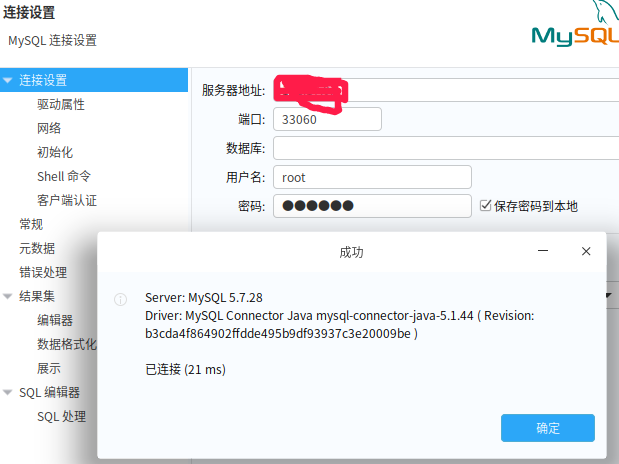 连接设置
MySQL 连接设置
MySQL
连接设置
驱动属性
网络
初始化
Shell 命令
客户端认证
常规
元数据
错误处理
结果集
编辑器
数据格式化
展示
SQL 编辑器
SQL 处理
服务器地址:
端口: 33060
数据库:
用户名: root
密码: ●●●●●● 保存密码到本地
成功
Server: MySQL 5.7.28
Driver: MySQL Connector Java mysql-connector-java-5.1.44 ( Revision:
b3cda4f864902ffdde495b9df93937c3e20009be )
已连接 (21 ms)
确定